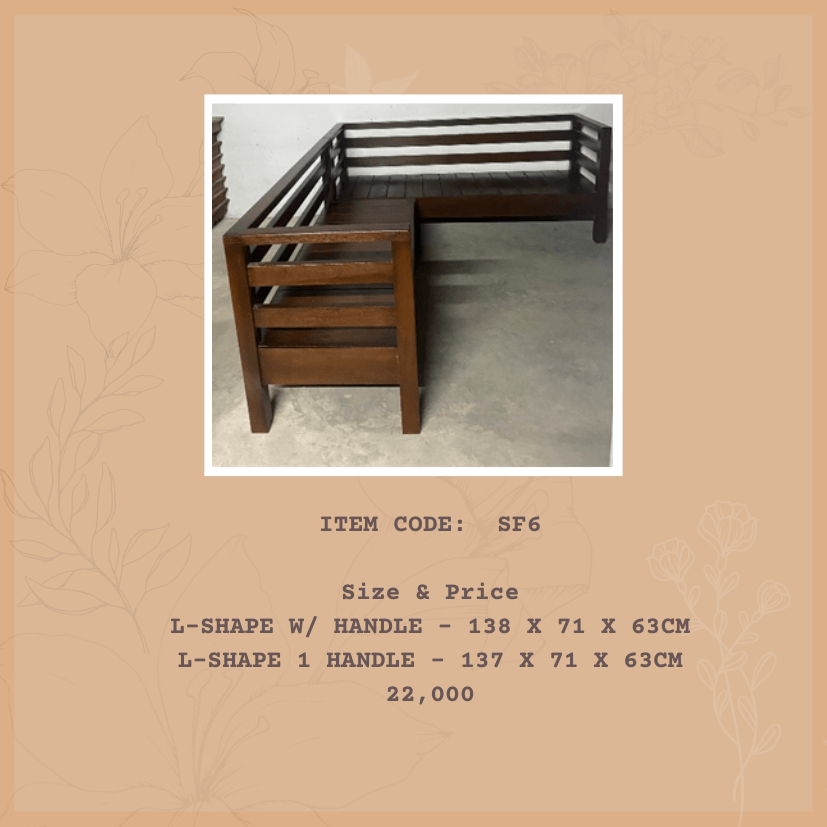 ITEM CODE:  SF6
Size & Price
L-SHAPE W/ HANDLE - 138 X 71 X 63CM
L-SHAPE 1 HANDLE - 137 X 71 X 63CM
22,000